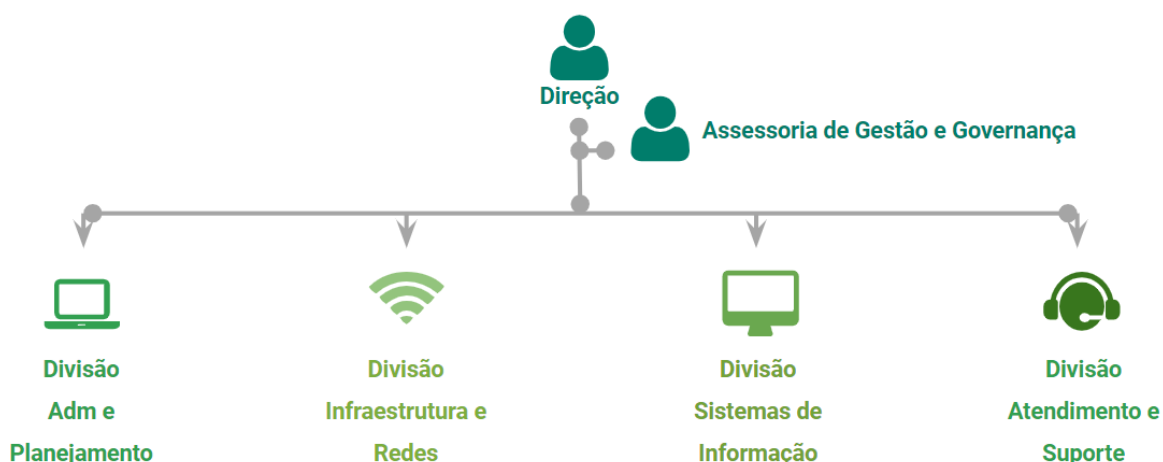 Direção
Assessoria de Gestão e Governança
Divisão
Adm e
Planejamento
Divisão
Infraestrutura e
Redes
Divisão
Sistemas de
Informação
Divisão
Atendimento e
Suporte